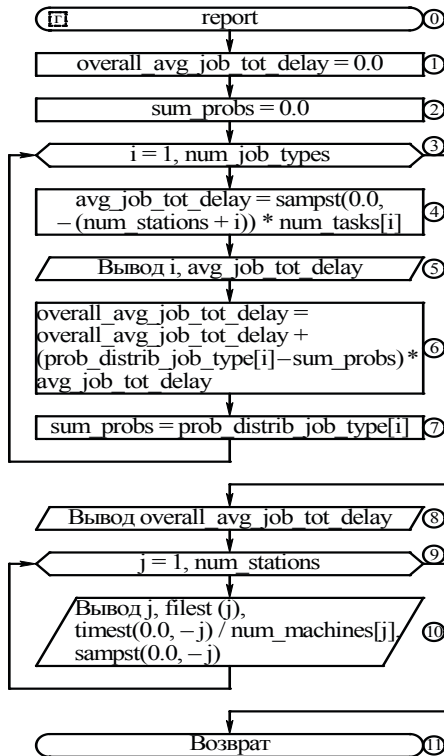 г report 0
overall_avg_job_tot_delay = 0.0 1
sum_probs = 0.0 2
i = 1, num_job_types 3
avg_job_tot_delay = sampst(0.0,
– (num_stations + i)) * num_tasks[i] 4
Вывод i, avg_job_tot_delay 5
overall_avg_job_tot_delay =
overall_avg_job_tot_delay +
(prob_distrib_job_type[i]–sum_probs)* 6
avg_job_tot_delay
sum_probs = prob_distrib_job_type[i] 7
Вывод overall_avg_job_tot_delay 8
j = 1, num_stations 9
Вывод j, filest (j),
timest(0.0, – j) / num_machines[j], 10
sampst(0.0, – j)
Возврат 11